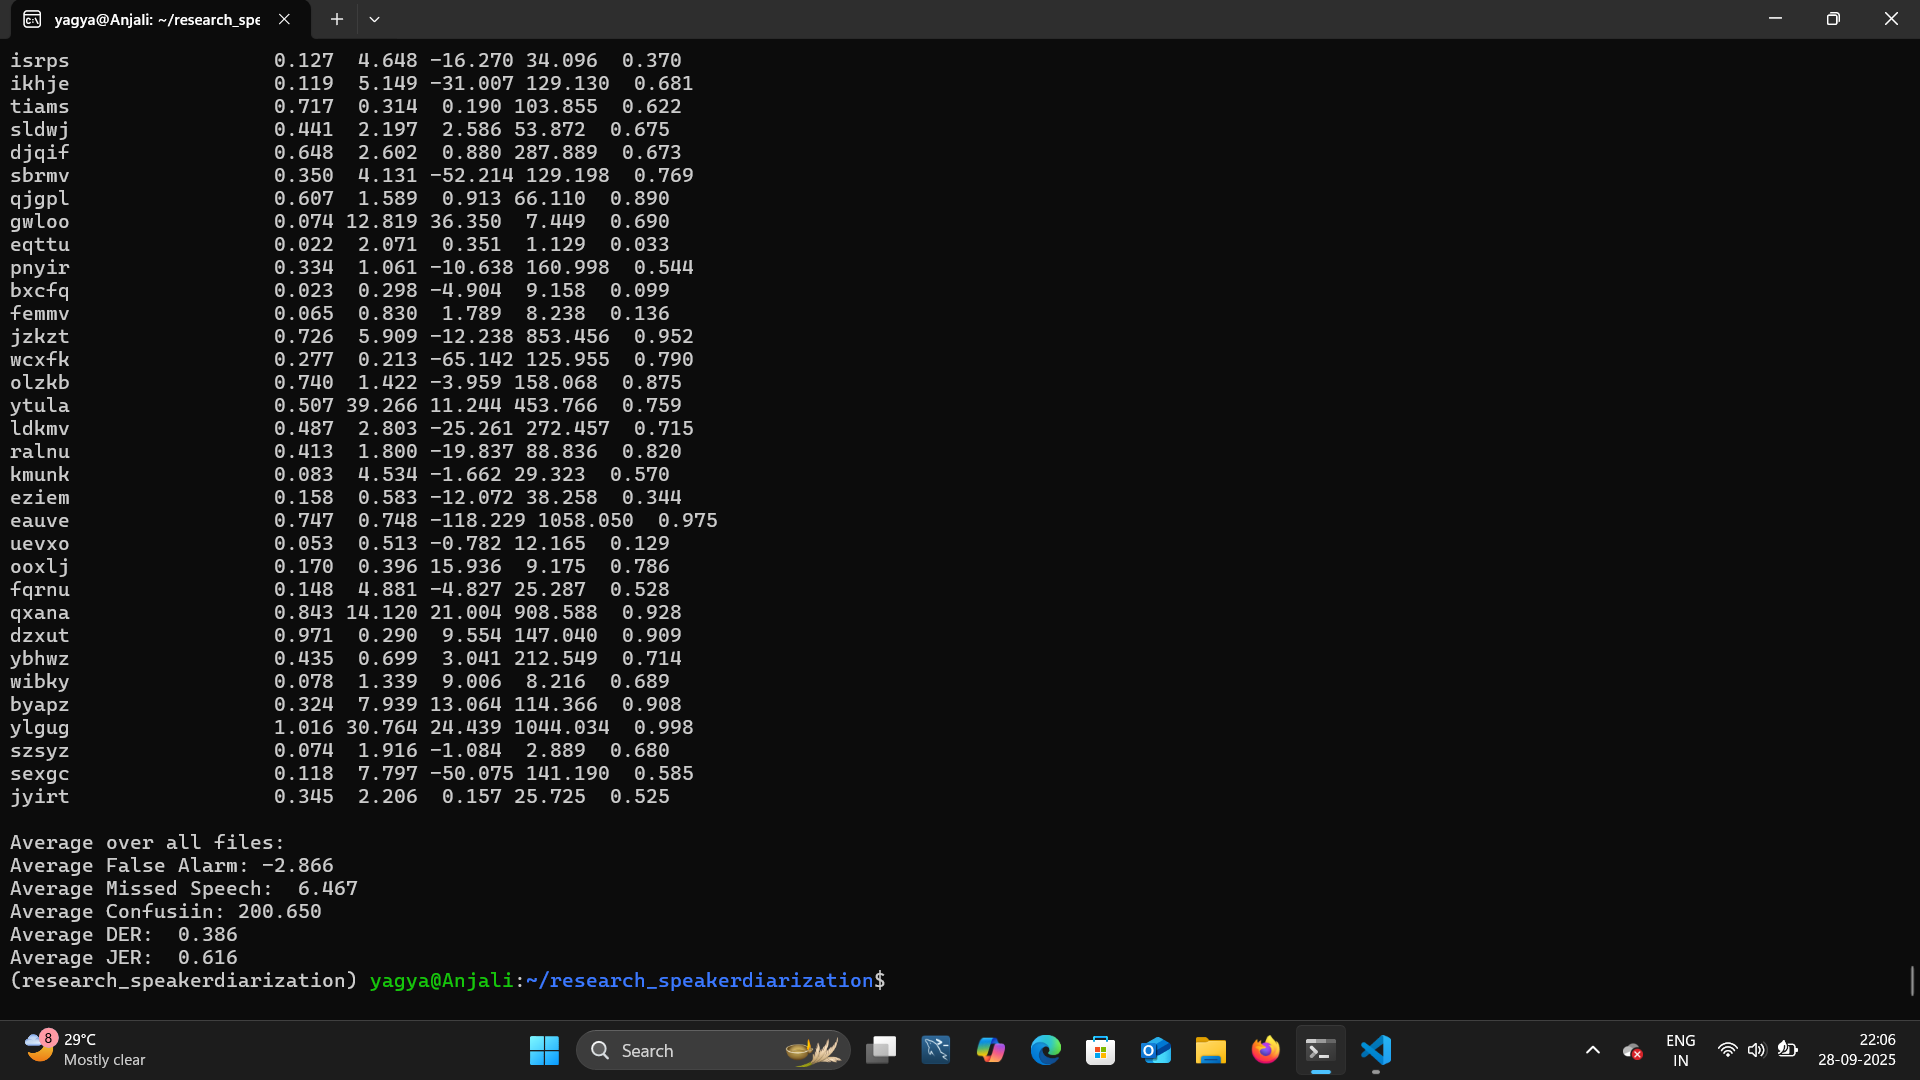 yagya@Anjali: ~/research_spe
isrps 0.127 4.648 -16.270 34.096 0.370
ikhje 0.119 5.149 -31.007 129.130 0.681
tiams 0.717 0.314 0.190 103.855 0.622
sldwj 0.441 2.197 2.586 53.872 0.675
djqif 0.648 2.602 0.880 287.889 0.673
sbrmv 0.350 4.131 -52.214 129.198 0.769
qjgpl 0.607 1.589 0.913 66.110 0.890
gwloo 0.074 12.819 36.350 7.449 0.690
eqttu 0.022 2.071 0.351 1.129 0.033
pnyir 0.334 1.061 -10.638 160.998 0.544
bxcfq 0.023 0.298 -4.904 9.158 0.099
femmv 0.065 0.830 1.789 8.238 0.136
jzkzt 0.726 5.909 -12.238 853.456 0.952
wcxfk 0.277 0.213 -65.142 125.955 0.790
olzkb 0.740 1.422 -3.959 158.068 0.875
ytula 0.507 39.266 11.244 453.766 0.759
ldkmv 0.487 2.803 -25.261 272.457 0.715
ralnu 0.413 1.800 -19.837 88.836 0.820
kmunk 0.083 4.534 -1.662 29.323 0.570
eziem 0.158 0.583 -12.072 38.258 0.344
eauve 0.747 0.748 -118.229 1058.050 0.975
uevxo 0.053 0.513 -0.782 12.165 0.129
ooxlj 0.170 0.396 15.936 9.175 0.786
fqrnu 0.148 4.881 -4.827 25.287 0.528
qxana 0.843 14.120 21.004 908.588 0.928
dzxut 0.971 0.290 9.554 147.040 0.909
ybhwz 0.435 0.699 3.041 212.549 0.714
wibky 0.078 1.339 9.006 8.216 0.689
byapz 0.324 7.939 13.064 114.366 0.908
ylgug 1.016 30.764 24.439 1044.034 0.998
szsyz 0.074 1.916 -1.084 2.889 0.680
sexgc 0.118 7.797 -50.075 141.190 0.585
jyirt 0.345 2.206 0.157 25.725 0.525
Average over all files:
Average False Alarm: -2.866
Average Missed Speech: 6.467
Average Confusiin: 200.650
Average DER: 0.386
Average JER: 0.616
(research_speakerdiarization) yagya@Anjali:~/research_speakerdiarization$
8
29°C
Mostly clear
Search
ENG
IN
22:06
28-09-2025